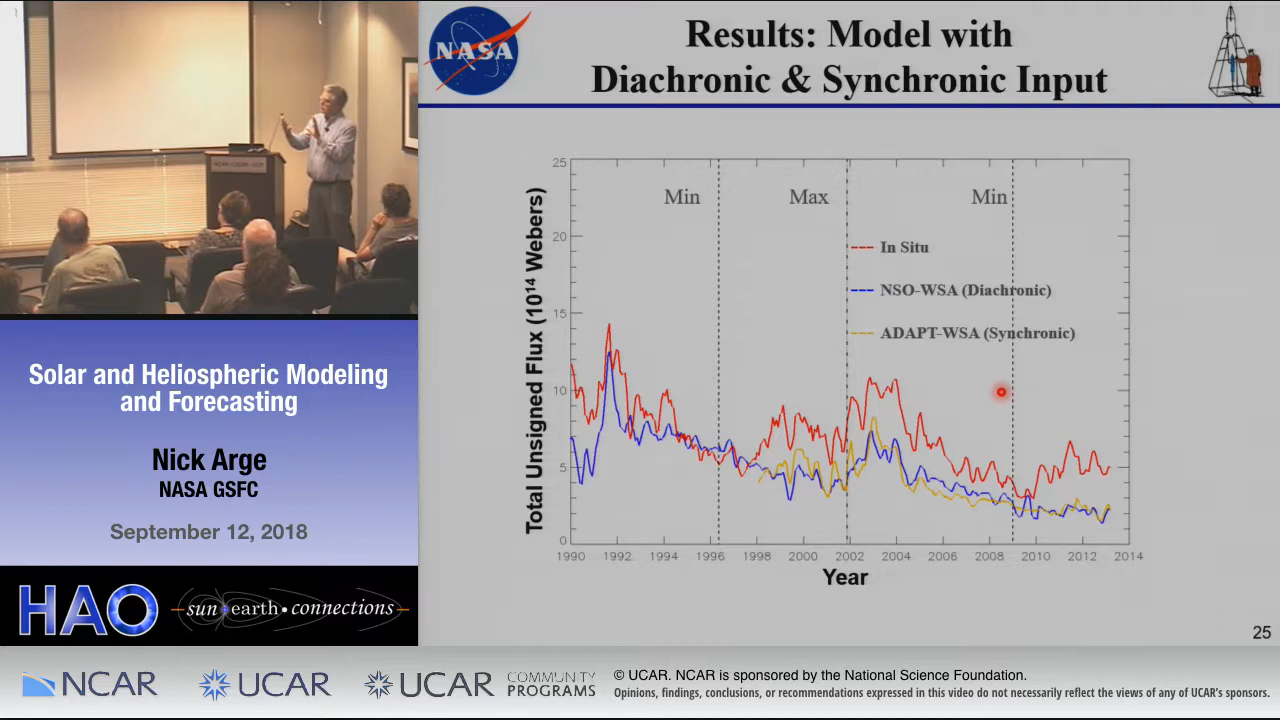 NCAR•UCAR•UCP
Solar and Heliospheric Modeling
and Forecasting
Nick Arge
NASA GSFC
September 12, 2018
HAO
sun earth • connections
NASA
Results: Model with
Diachronic & Synchronic Input
Total Unsigned Flux (10¹⁴ Webers)
25
20
15
10
5
0
Min
Max
Min
In Situ
NSO-WSA (Diachronic)
ADAPT-WSA (Synchronic)
1990 1992 1994 1996 1998 2000 2002 2004 2006 2008 2010 2012 2014
Year
25
NCAR
UCAR
UCAR
COMMUNITY
PROGRAMS
© UCAR. NCAR is sponsored by the National Science Foundation.
Opinions, findings, conclusions, or recommendations expressed in this video do not necessarily reflect the views of any of UCAR's sponsors.